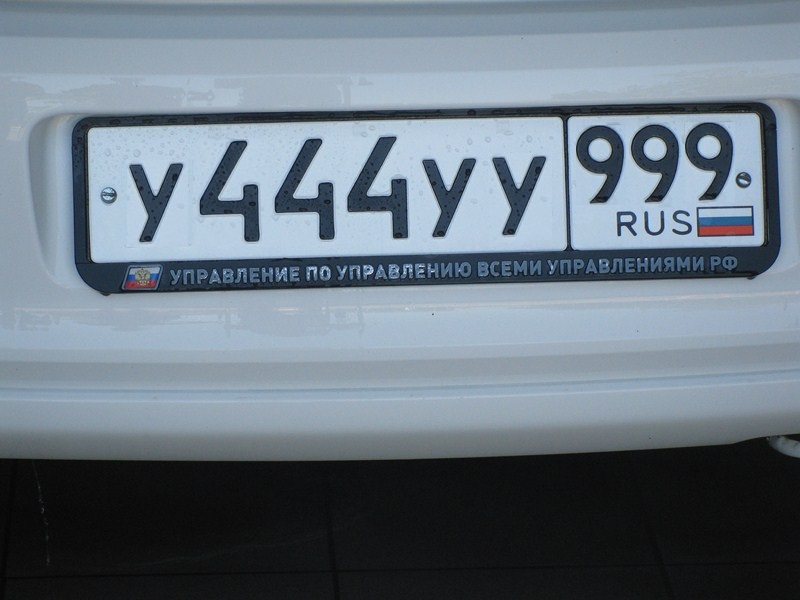 У444УУ 999
RUS
УПРАВЛЕНИЕ ПО УПРАВЛЕНИЮ ВСЕМИ УПРАВЛЕНИЯМИ РФ